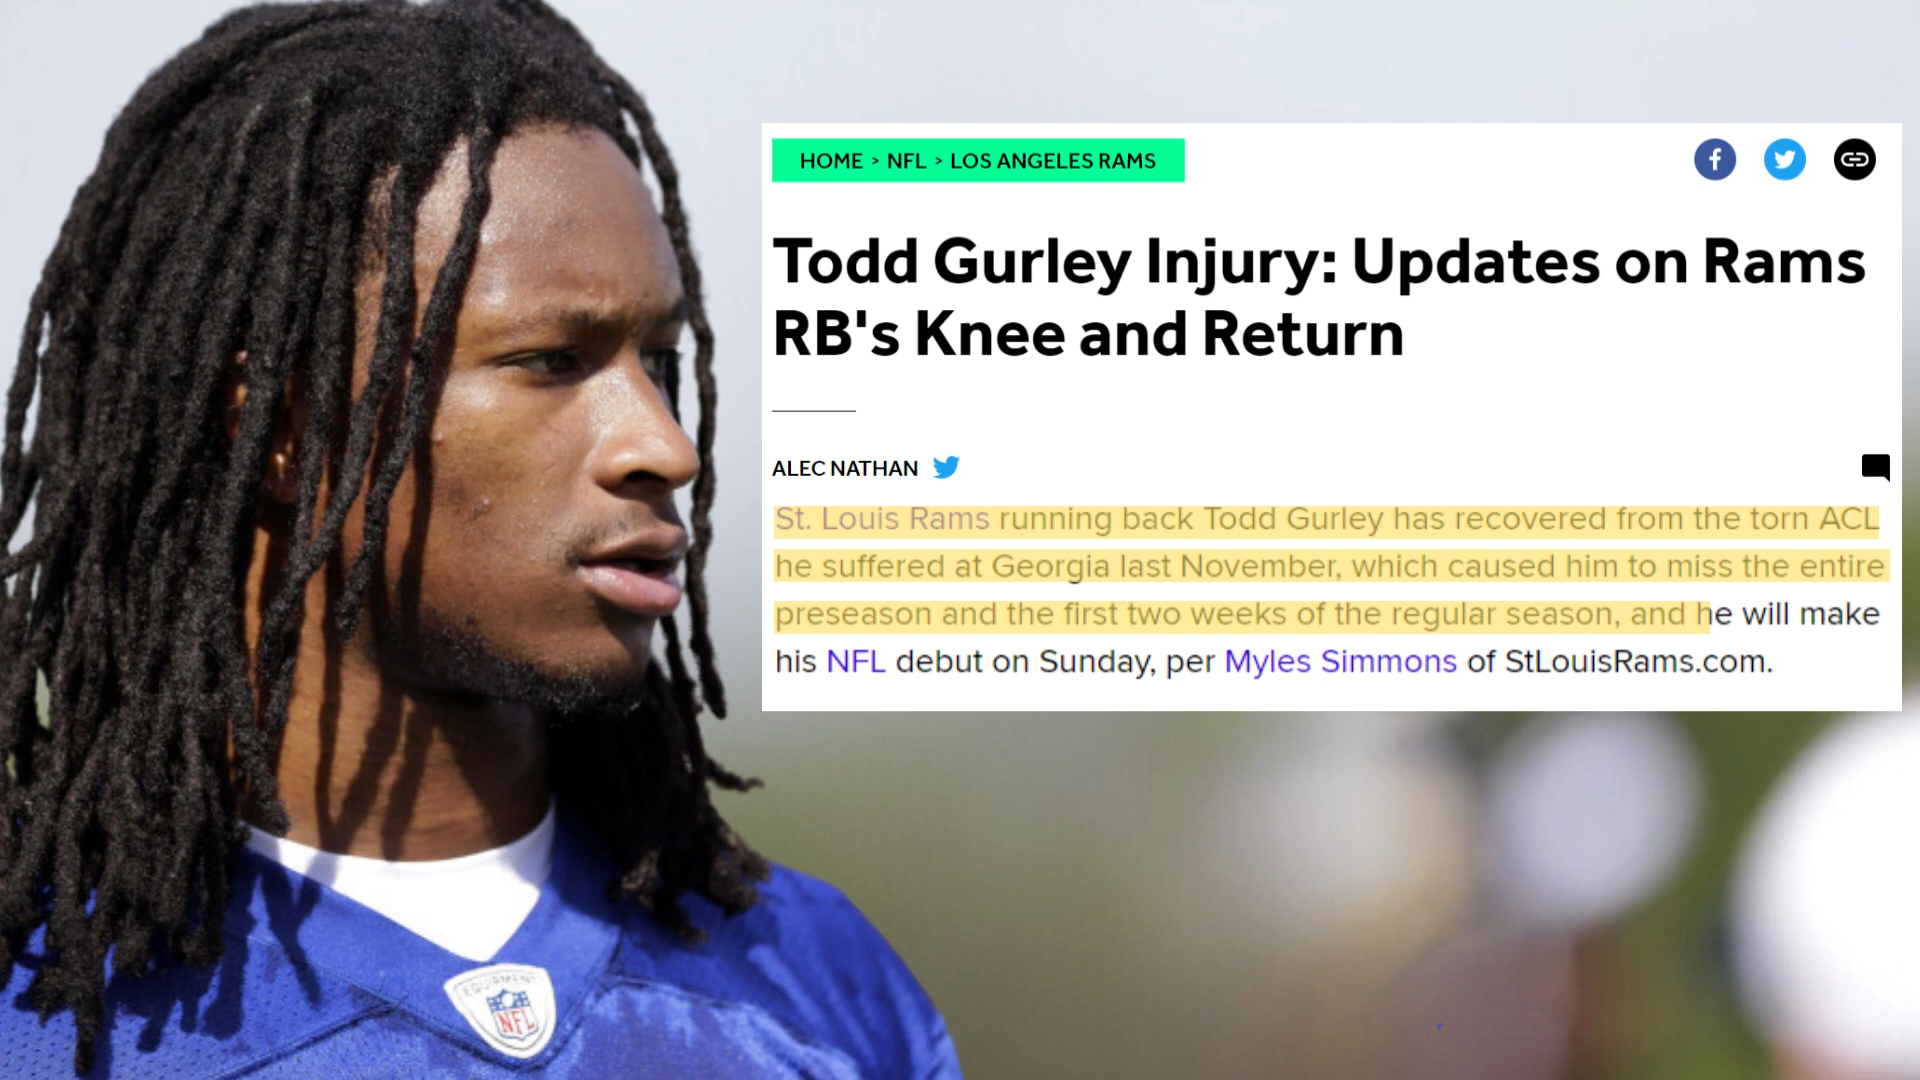 HOME > NFL > LOS ANGELES RAMS
Todd Gurley Injury: Updates on Rams
RB's Knee and Return
ALEC NATHAN
St. Louis Rams running back Todd Gurley has recovered from the torn ACL
he suffered at Georgia last November, which caused him to miss the entire
preseason and the first two weeks of the regular season, and he will make
his NFL debut on Sunday, per Myles Simmons of StLouisRams.com.
EQUIPMENT
NFL